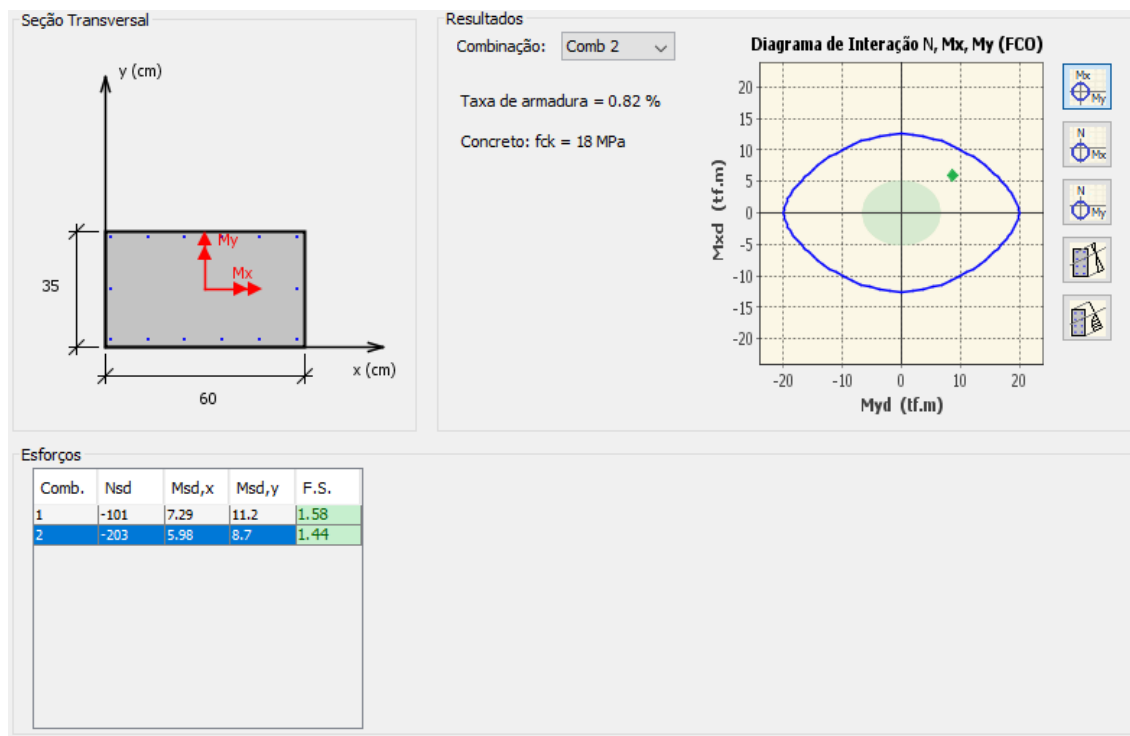 Seção Transversal
y (cm)
My
Mx
35
x (cm)
60
Resultados
Combinação: Comb 2
Taxa de armadura = 0.82 %
Concreto: fck = 18 MPa
Diagrama de Interação N, Mx, My (FCO)
20
15
10
5
0
-5
-10
-15
-20
Mxd (tf.m)
-20 -10 0 10 20
Myd (tf.m)
Mx
My
N
Mx
N
My
Esforços
Comb. Nsd Msd,x Msd,y F.S.
1 -101 7.29 11.2 1.58
2 -203 5.98 8.7 1.44